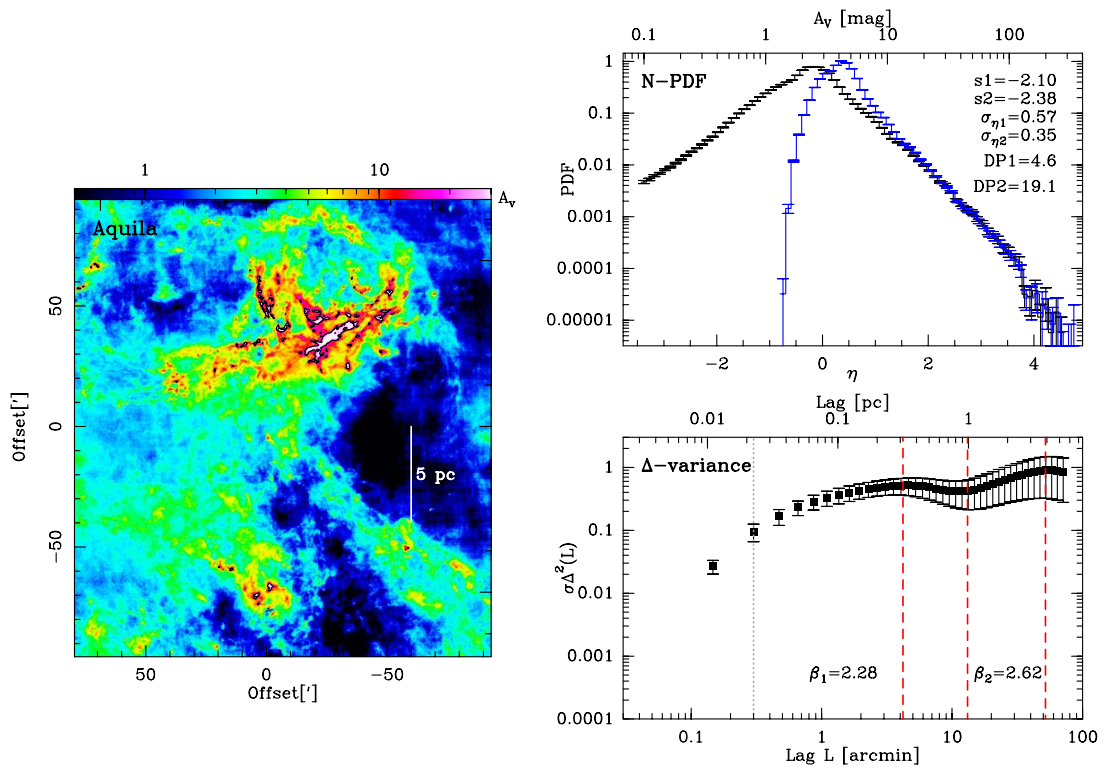 1 10
A_V
Aquila
5 pc
50
0
−50
Offset[']
50 0 −50
Offset[']
A_V [mag]
0.1 1 10 100
N−PDF
s1=−2.10
s2=−2.38
σ_η1=0.57
σ_η2=0.35
DP1=4.6
DP2=19.1
1
0.1
0.01
0.001
0.0001
0.00001
PDF
−2 0 2 4
η
Lag [pc]
0.01 0.1 1
Δ−variance
1
0.1
0.01
0.001
0.0001
σΔ²(L)
β₁=2.28
β₂=2.62
0.1 1 10 100
Lag L [arcmin]